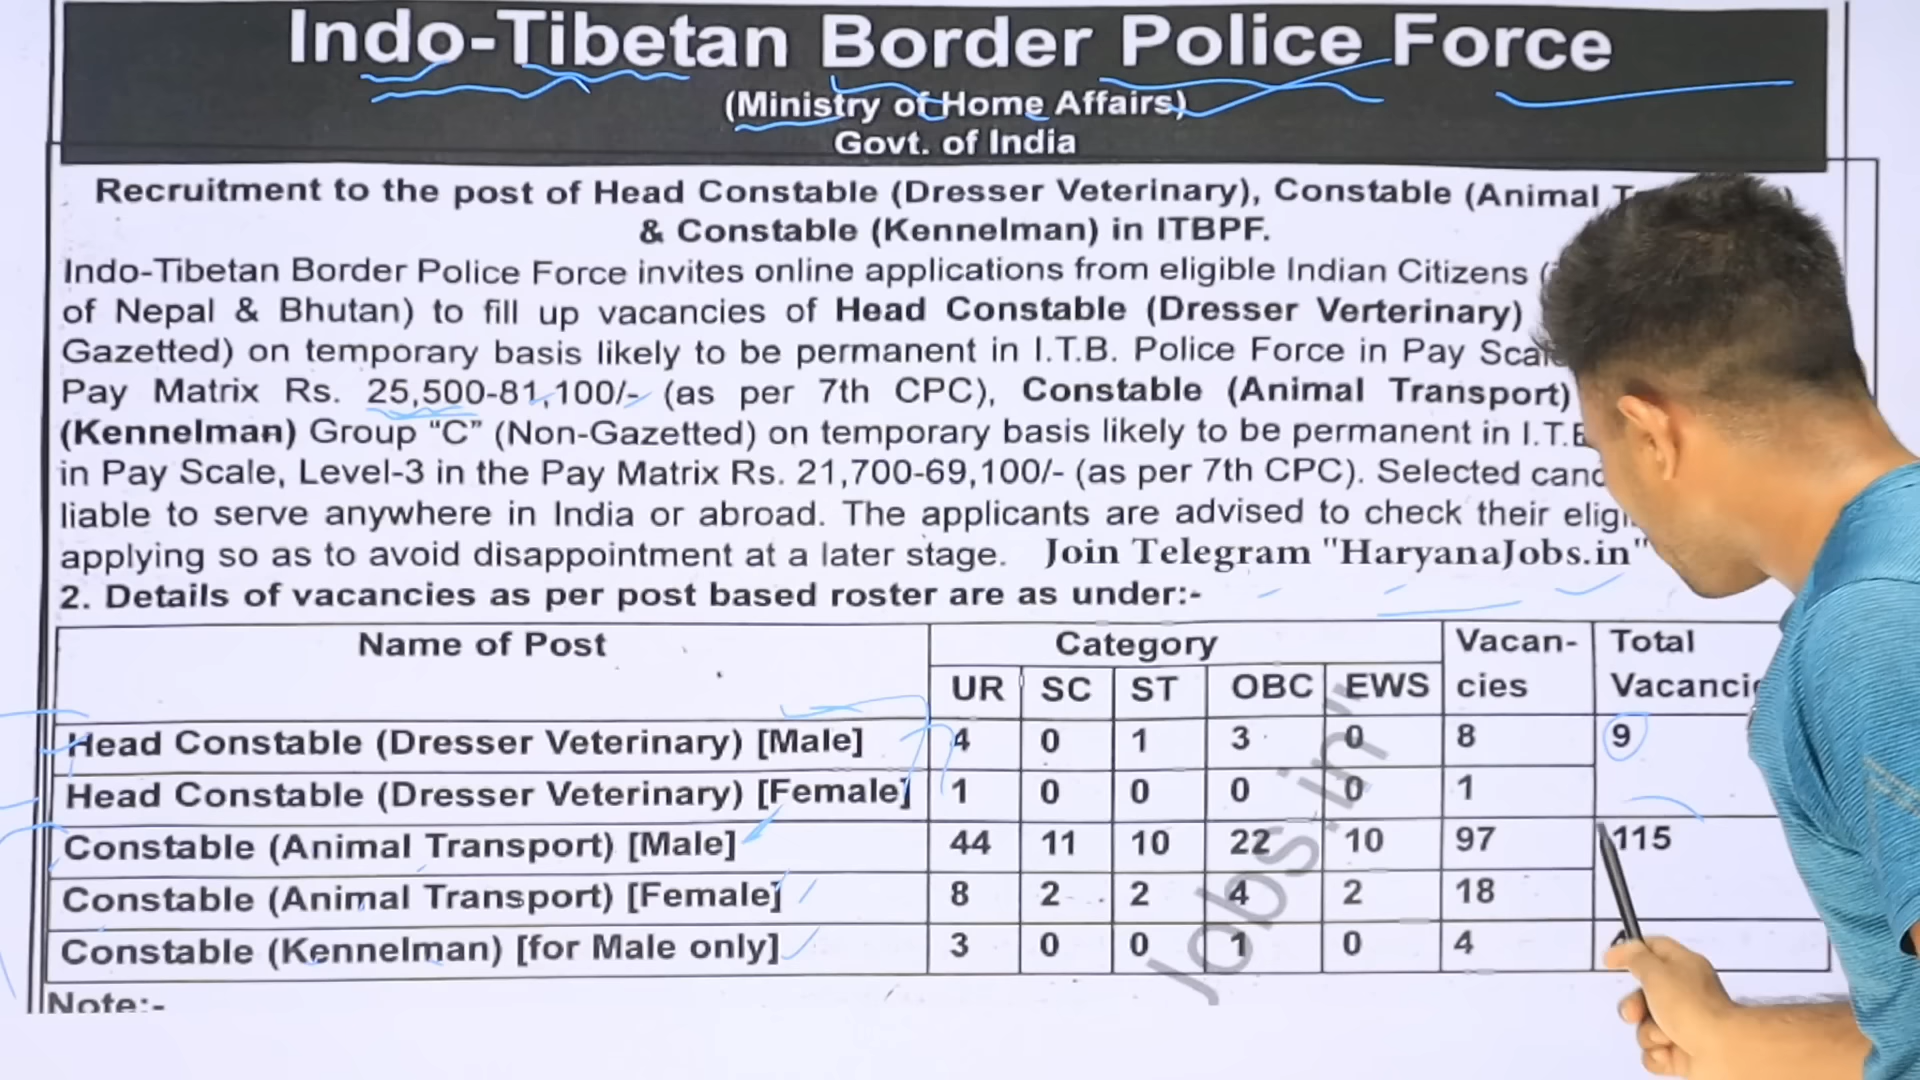 Indo-Tibetan Border Police Force
(Ministry of Home Affairs)
Govt. of India
Recruitment to the post of Head Constable (Dresser Veterinary), Constable (Animal
& Constable (Kennelman) in ITBPF.
Indo-Tibetan Border Police Force invites online applications from eligible Indian Citizens
of Nepal & Bhutan) to fill up vacancies of Head Constable (Dresser Verterinary)
Gazetted) on temporary basis likely to be permanent in I.T.B. Police Force in Pay
Pay Matrix Rs. 25,500-81,100/- (as per 7th CPC), Constable (Animal Transport)
(Kennelman) Group “C” (Non-Gazetted) on temporary basis likely to be permanent in
in Pay Scale, Level-3 in the Pay Matrix Rs. 21,700-69,100/- (as per 7th CPC). Selected
liable to serve anywhere in India or abroad. The applicants are advised to check their
applying so as to avoid disappointment at a later stage. Join Telegram "HaryanaJobs.in"
2. Details of vacancies as per post based roster are as under:-
Name of Post Category Vacan- Total
UR SC ST OBC EWS cies
Head Constable (Dresser Veterinary) [Male] 4 0 1 3 0 8 9
Head Constable (Dresser Veterinary) [Female] 1 0 0 0 0 1
Constable (Animal Transport) [Male] 44 11 10 22 10 97 115
Constable (Animal Transport) [Female] 8 2 2 4 2 18
Constable (Kennelman) [for Male only] 3 0 0 1 0 4
Note:-
Jobs.in"